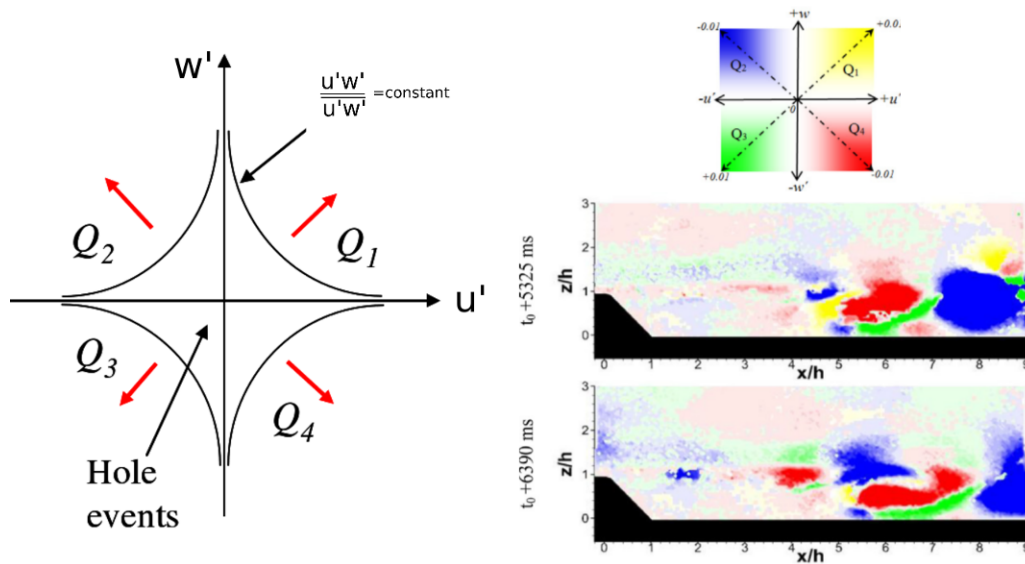 w'
u'w'
u'w'
=constant
Q2
Q1
u'
Q3
Q4
Hole
events
+w
-0.01
+0.0.
Q2
Q1
-u'
0
+u'
Q3
Q4
+0.01
-0.01
-w'
t0+5325 ms
z/h
3
2
1
0
0 1 2 3 4 5 6 7 8 9
x/h
t0+6390 ms
z/h
3
2
1
0
0 1 2 3 4 5 6 7 8 9
x/h